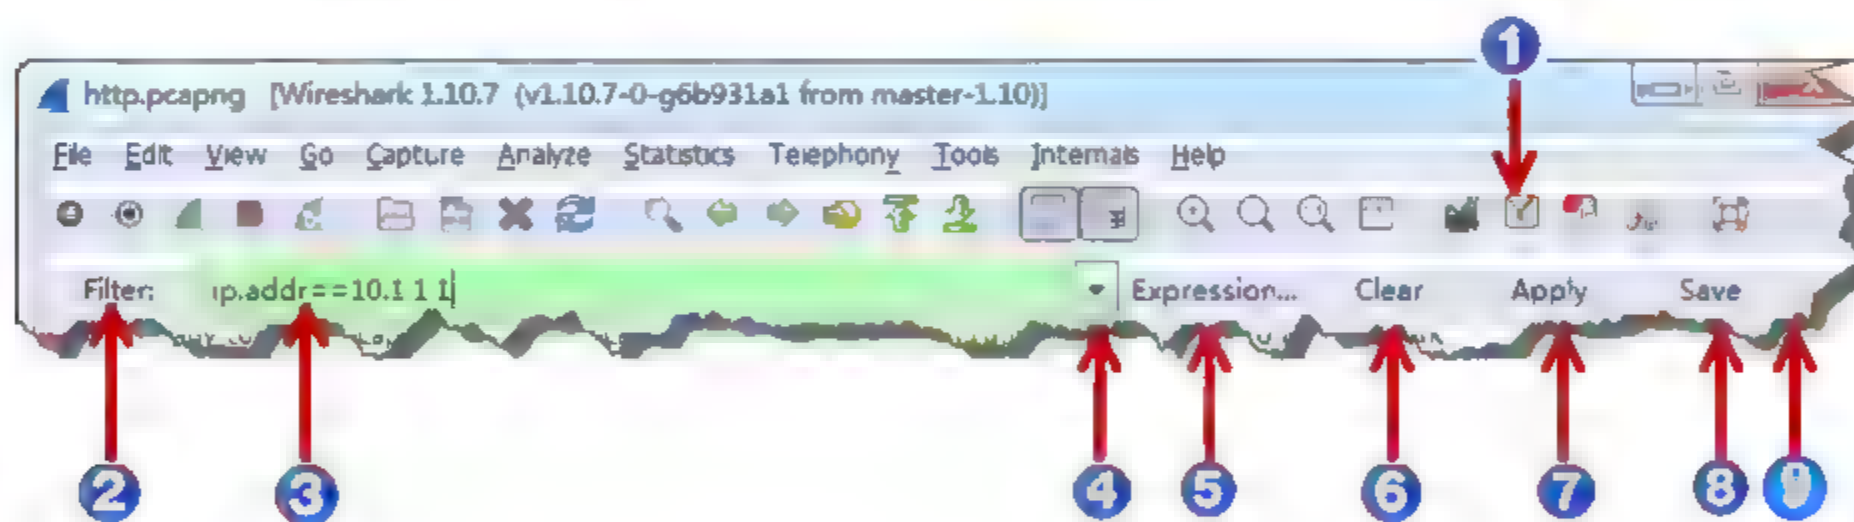 1
http.pcapng [Wireshark 1.10.7 (v1.10.7-0-g6b931a1 from master-1.10)]
File Edit View Go Capture Analyze Statistics Telephony Tools Internals Help
Filter: ip.addr==10.1.1.1 Expression... Clear Apply Save
2 3 4 5 6 7 8 9